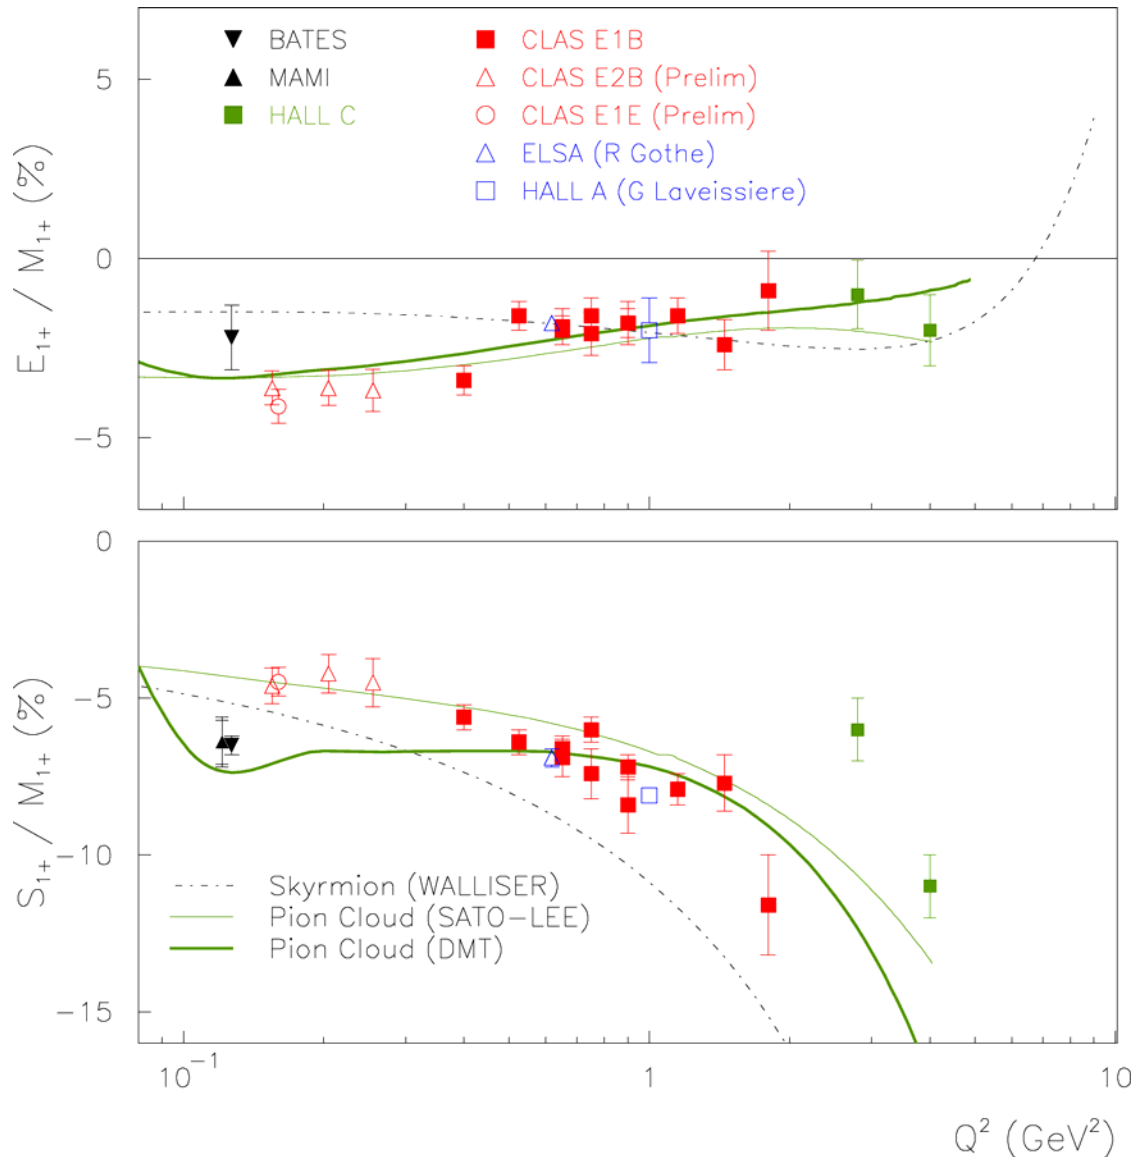 BATES
MAMI
HALL C
CLAS E1B
CLAS E2B (Prelim)
CLAS E1E (Prelim)
ELSA (R Gothe)
HALL A (G Laveissiere)
E1+ / M1+ (%)
5
0
−5
S1+ / M1+ (%)
0
−5
−10
−15
Skyrmion (WALLISER)
Pion Cloud (SATO−LEE)
Pion Cloud (DMT)
10⁻¹
1
10
Q² (GeV²)